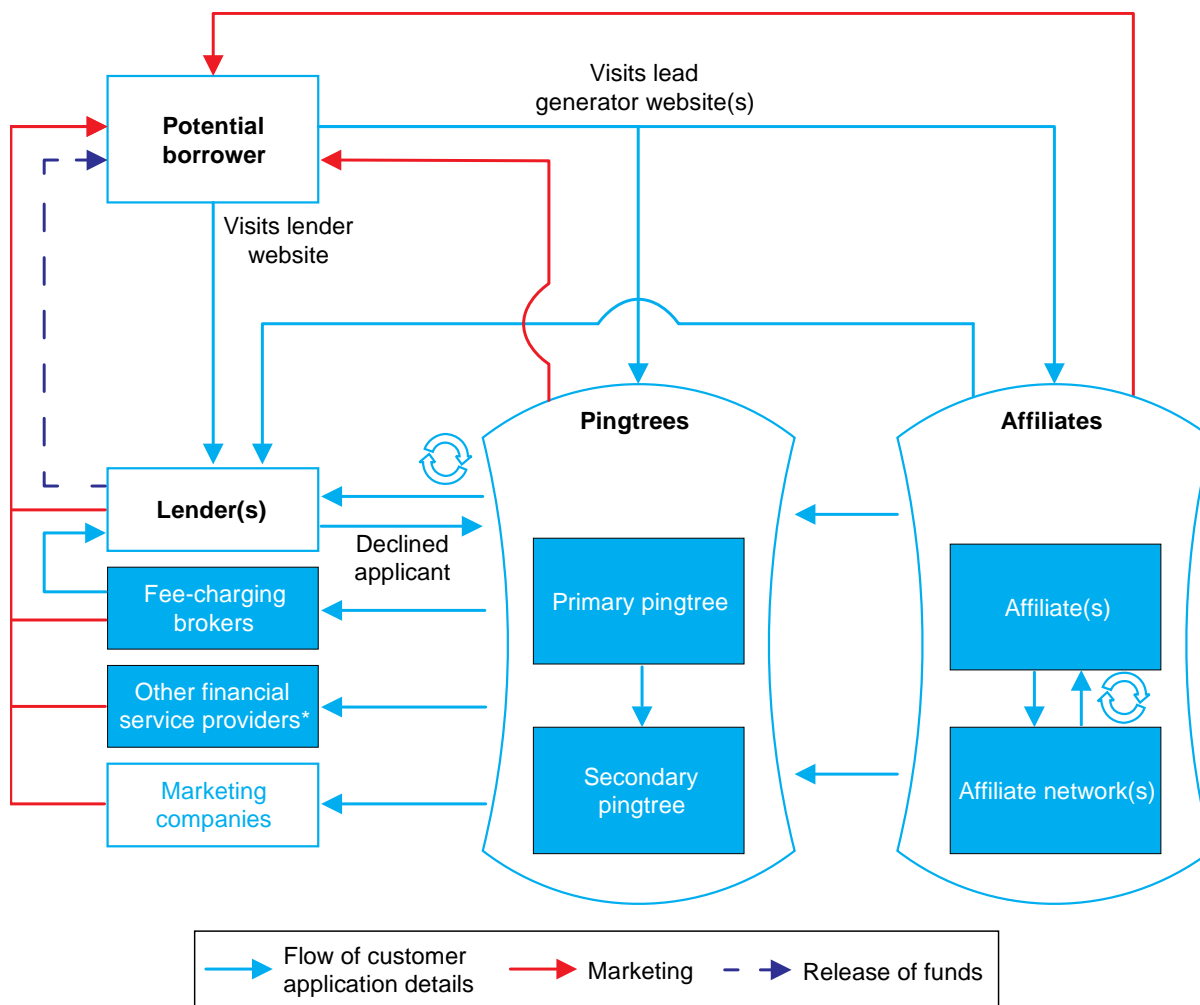 Visits lead
generator website(s)
Potential
borrower
Visits lender
website
Pingtrees
Affiliates
Lender(s)
Declined
applicant
Fee-charging
brokers
Primary pingtree
Affiliate(s)
Other financial
service providers*
Secondary
pingtree
Affiliate network(s)
Marketing
companies
Flow of customer
application details
Marketing
Release of funds